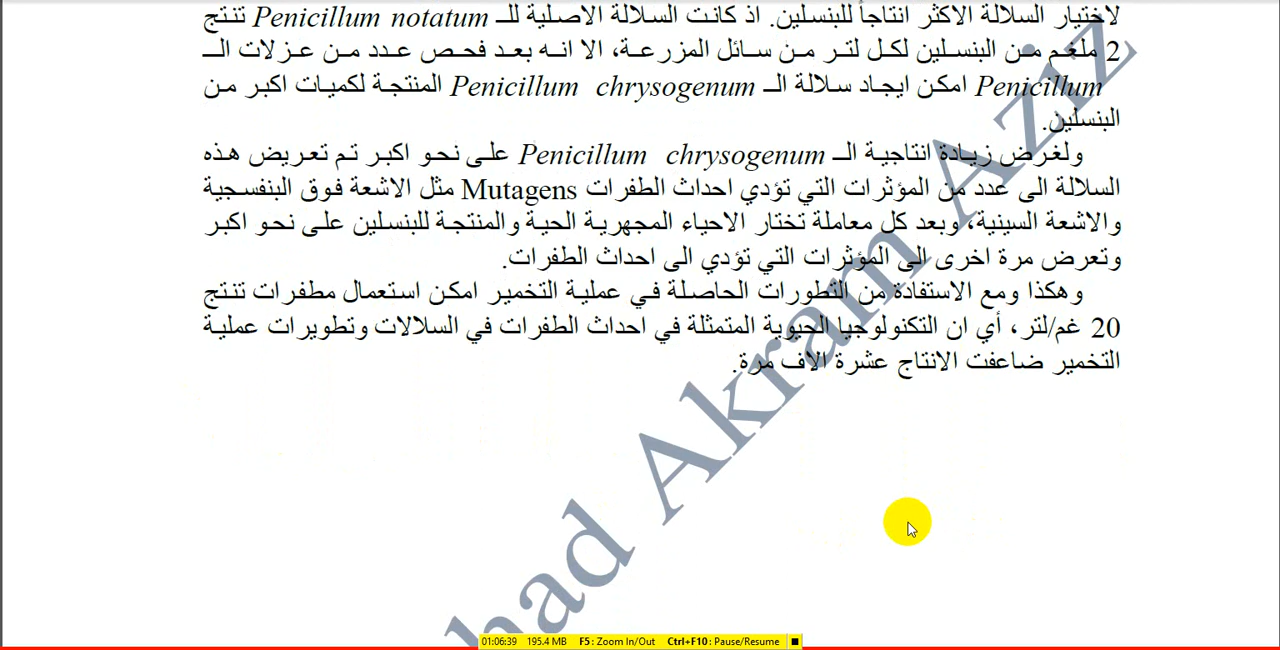 لاختيار السلالة الاكثر انتاجاً للبنسلين. اذ كانت السلالة الاصلية للـ Penicillum notatum تنتج
2 ملغم من البنسلين لكل لتر من سائل المزرعة، الا انه بعد فحص عدد من عزلات الـ
Penicillum امكن ايجاد سلالة الـ Penicillum chrysogenum المنتجة لكميات اكبر من
البنسلين.
ولغرض زيادة انتاجية الـ Penicillum chrysogenum على نحو اكبر تم تعريض هذه
السلالة الى عدد من المؤثرات التي تؤدي احداث الطفرات Mutagens مثل الاشعة فوق البنفسجية
والاشعة السينية، وبعد كل معاملة تختار الاحياء المجهرية الحية والمنتجة للبنسلين على نحو اكبر
وتعرض مرة اخرى الى المؤثرات التي تؤدي الى احداث الطفرات.
وهكذا ومع الاستفادة من التطورات الحاصلة في عملية التخمير امكن استعمال مطفرات تنتج
20 غم/لتر، أي ان التكنولوجيا الحيوية المتمثلة في احداث الطفرات في السلالات وتطويرات عملية
التخمير ضاعفت الانتاج عشرة الاف مرة.
had Akram Aziz
01:06:39 195.4 MB F5: Zoom In/Out Ctrl+F10: Pause/Resume